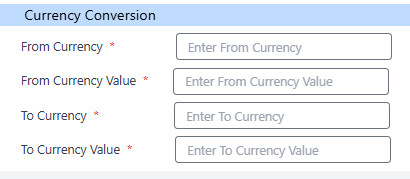 Currency Conversion
From Currency * Enter From Currency
From Currency Value * Enter From Currency Value
To Currency * Enter To Currency
To Currency Value * Enter To Currency Value